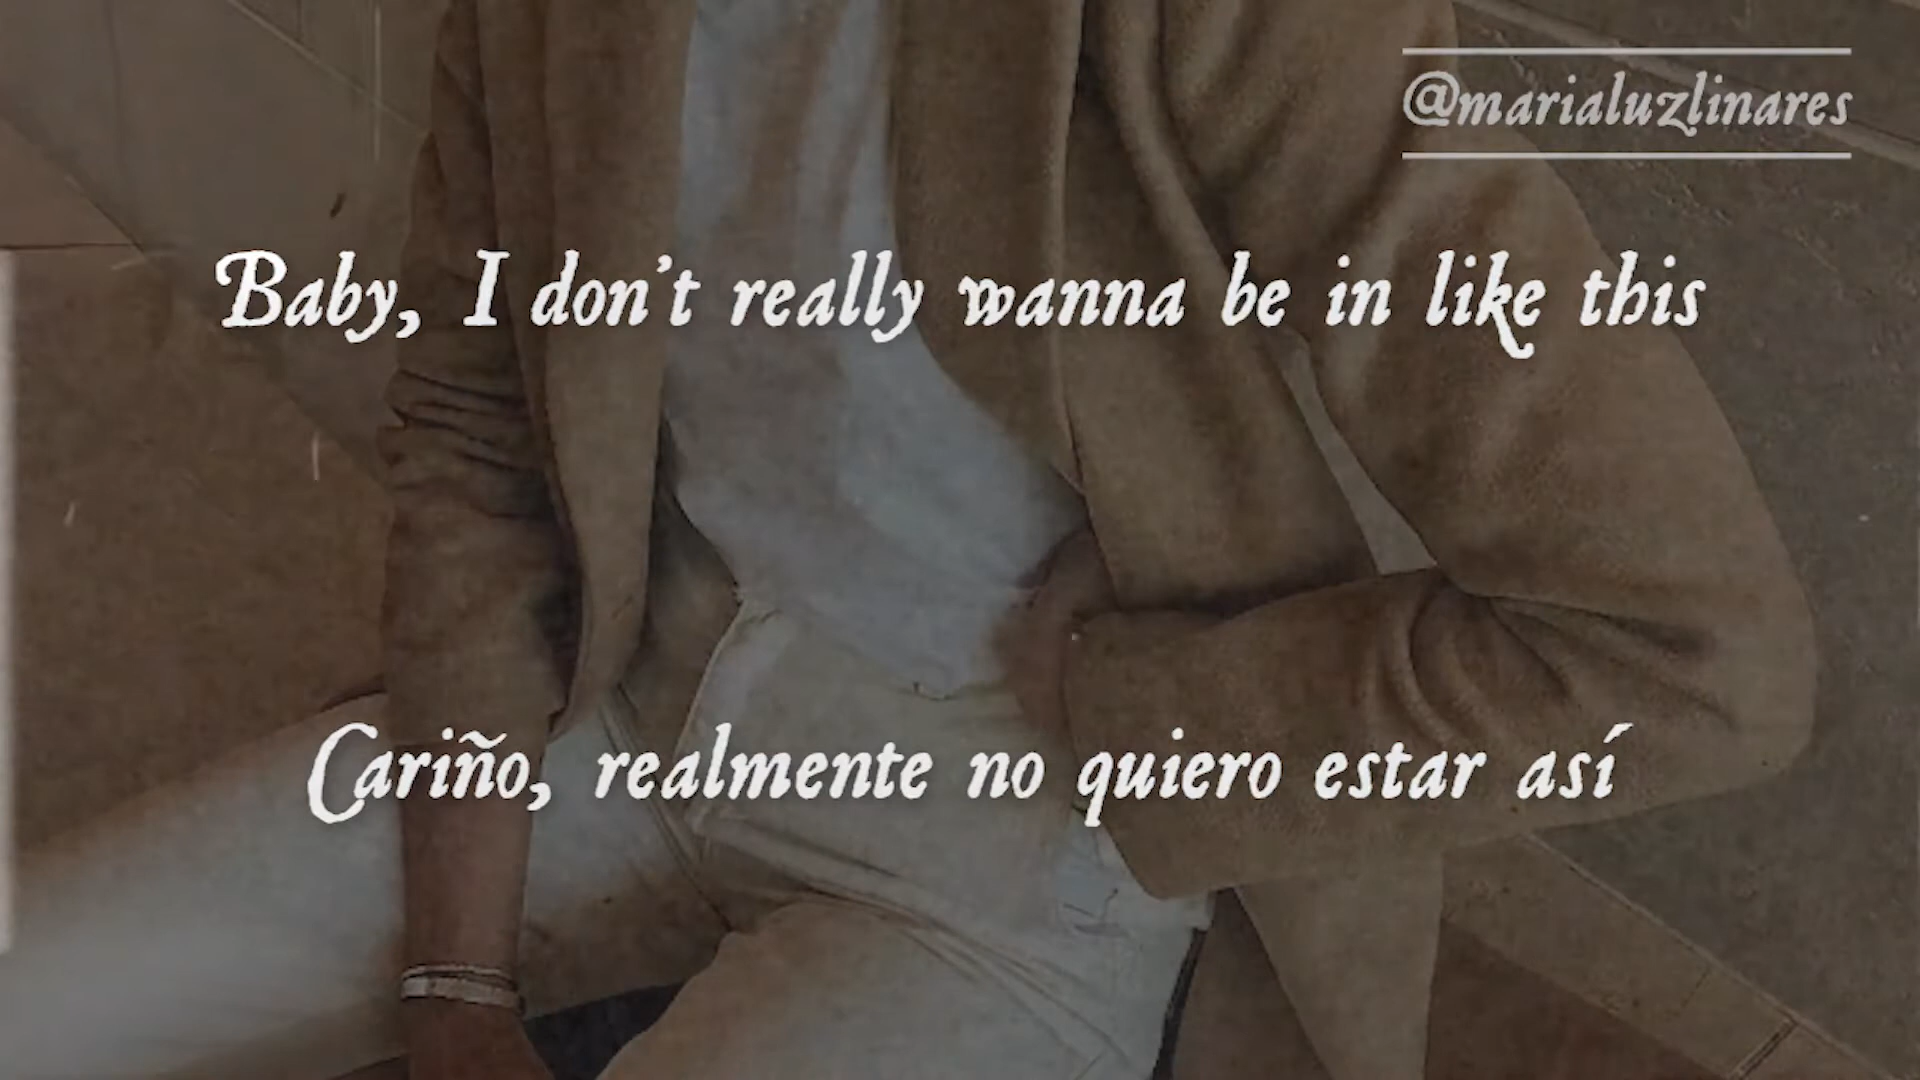 @marialuzlinares
Baby, I don't really wanna be in like this
Cariño, realmente no quiero estar así